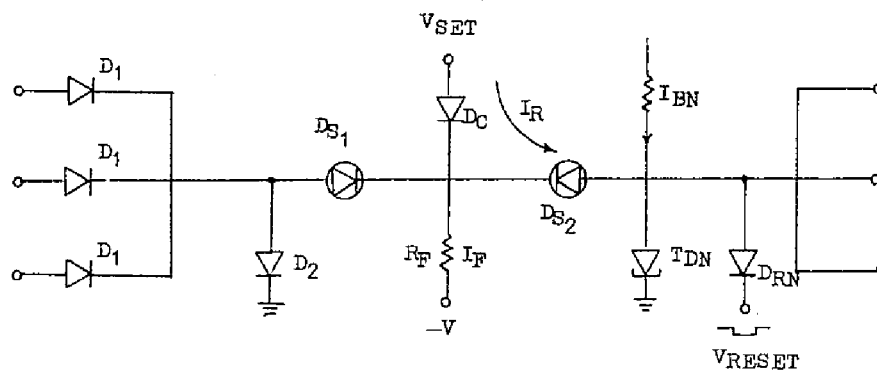 V_SET
D_1
D_C
I_R
I_BN
D_S1
D_1
D_S2
D_1
D_2
R_F
I_F
T_DN
D_RN
-V
V_RESET